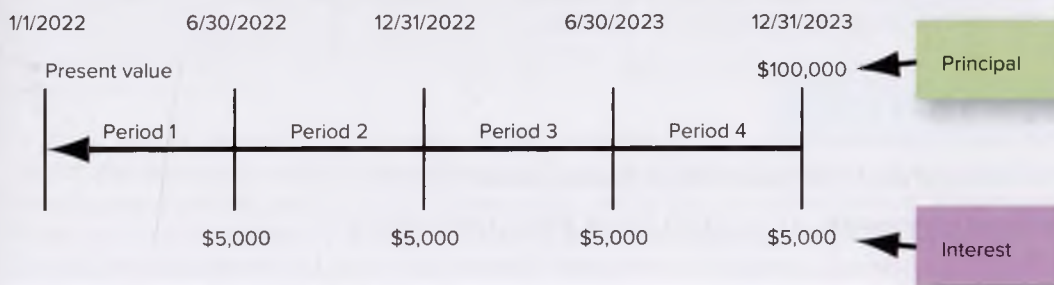 1/1/2022 6/30/2022 12/31/2022 6/30/2023 12/31/2023
Present value $100,000 Principal
Period 1 Period 2 Period 3 Period 4
$5,000 $5,000 $5,000 $5,000 Interest